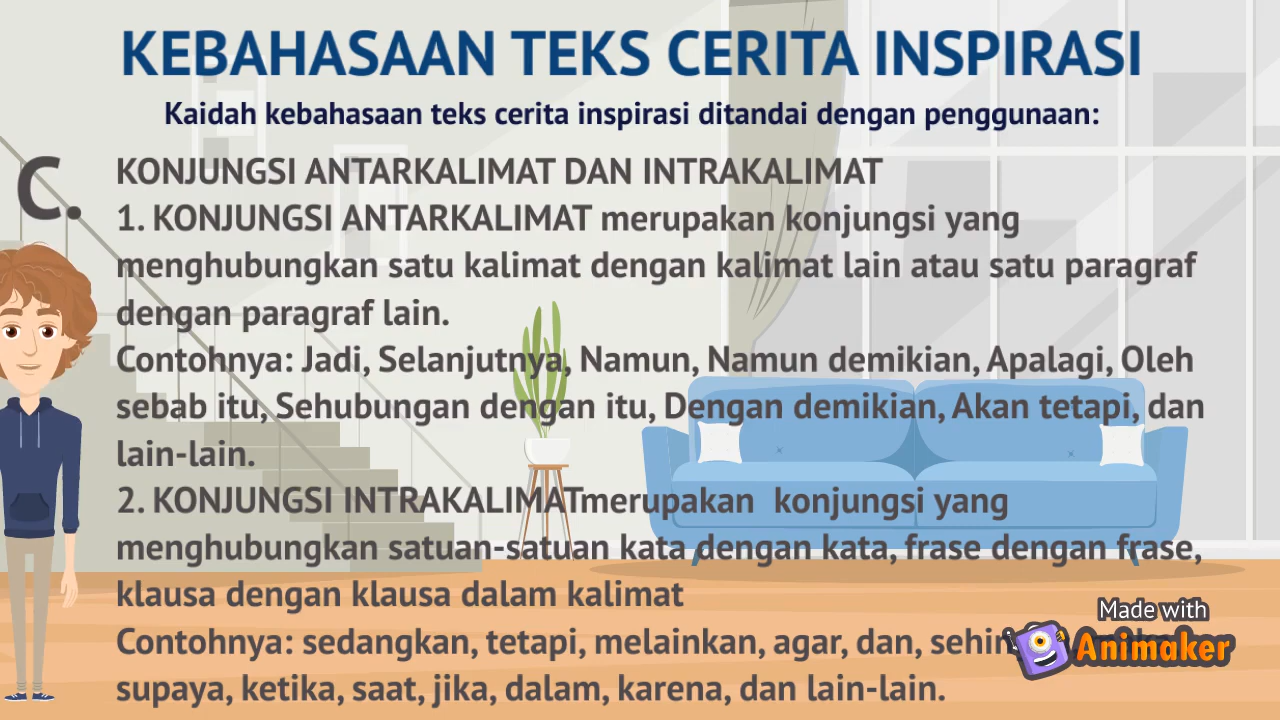 KEBAHASAAN TEKS CERITA INSPIRASI
Kaidah kebahasaan teks cerita inspirasi ditandai dengan penggunaan:
C.
KONJUNGSI ANTARKALIMAT DAN INTRAKALIMAT
1. KONJUNGSI ANTARKALIMAT merupakan konjungsi yang
menghubungkan satu kalimat dengan kalimat lain atau satu paragraf
dengan paragraf lain.
Contohnya: Jadi, Selanjutnya, Namun, Namun demikian, Apalagi, Oleh
sebab itu, Sehubungan dengan itu, Dengan demikian, Akan tetapi, dan
lain-lain.
2. KONJUNGSI INTRAKALIMATmerupakan  konjungsi yang
menghubungkan satuan-satuan kata dengan kata, frase dengan frase,
klausa dengan klausa dalam kalimat
Contohnya: sedangkan, tetapi, melainkan, agar, dan,
supaya, ketika, saat, jika, dalam, karena, dan lain-lain.
Made with
Animaker